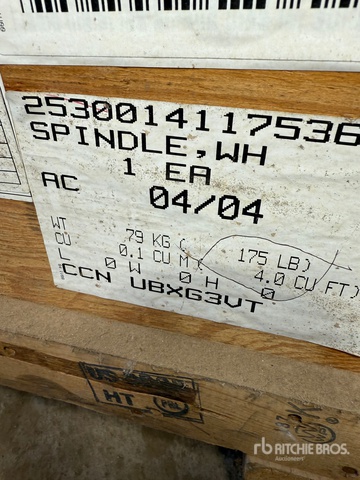 2530014117536
SPINDLE,WH
1 EA
AC 04/04
WT 79 KG ( 175 LB)
CU 0.1 CU M ( 4.0 CU FT)
L 0 W 0 H 0
CCN UBXG3VT
HT
rb RITCHIE BROS.